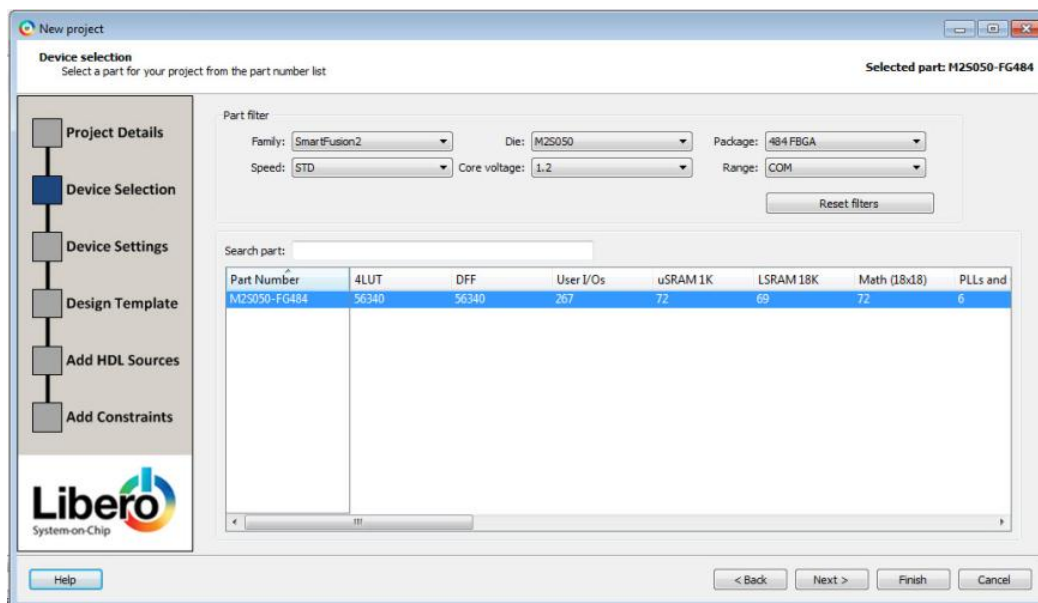 New project
Device selection
Select a part for your project from the part number list
Selected part: M2S050-FG484
Project Details
Device Selection
Device Settings
Design Template
Add HDL Sources
Add Constraints
Libero
System-on-Chip
Part filter
Family: SmartFusion2 Die: M2S050 Package: 484 FBGA
Speed: STD Core voltage: 1.2 Range: COM
Reset filters
Search part:
Part Number 4LUT DFF User I/Os uSRAM 1K LSRAM 18K Math (18x18) PLLs and
M2S050-FG484 56340 56340 267 72 69 72 6
Help < Back Next > Finish Cancel